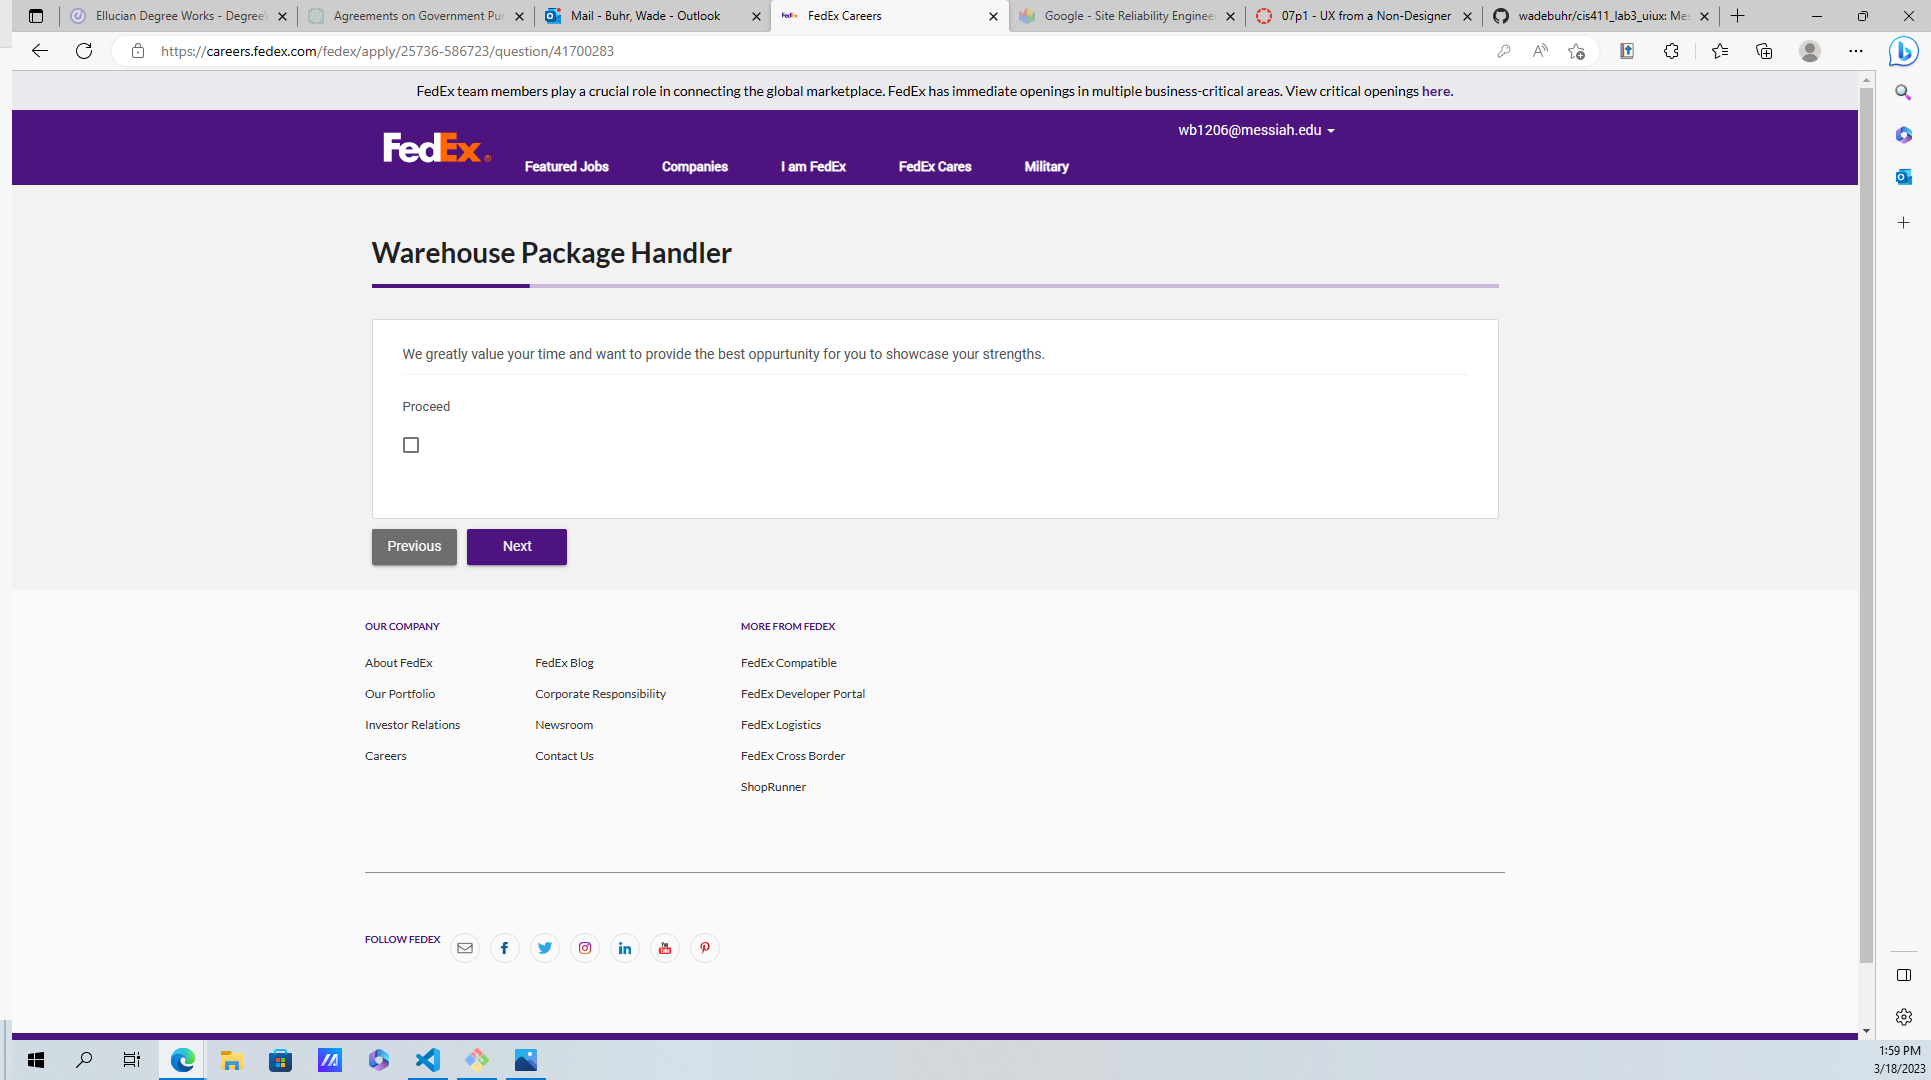 Ellucian Degree Works - Degree
Agreements on Government Pur
Mail - Buhr, Wade - Outlook
FedEx Careers
Google - Site Reliability Engineer
07p1 - UX from a Non-Designer
wadebuhr/cis411_lab3_uiux: Mes
https://careers.fedex.com/fedex/apply/25736-586723/question/41700283
FedEx team members play a crucial role in connecting the global marketplace. FedEx has immediate openings in multiple business-critical areas. View critical openings here.
wb1206@messiah.edu
FedEx®
Featured Jobs Companies I am FedEx FedEx Cares Military
Warehouse Package Handler
We greatly value your time and want to provide the best oppurtunity for you to showcase your strengths.
Proceed
Previous Next
OUR COMPANY
About FedEx
Our Portfolio
Investor Relations
Careers
FedEx Blog
Corporate Responsibility
Newsroom
Contact Us
MORE FROM FEDEX
FedEx Compatible
FedEx Developer Portal
FedEx Logistics
FedEx Cross Border
ShopRunner
FOLLOW FEDEX
1:59 PM
3/18/2023